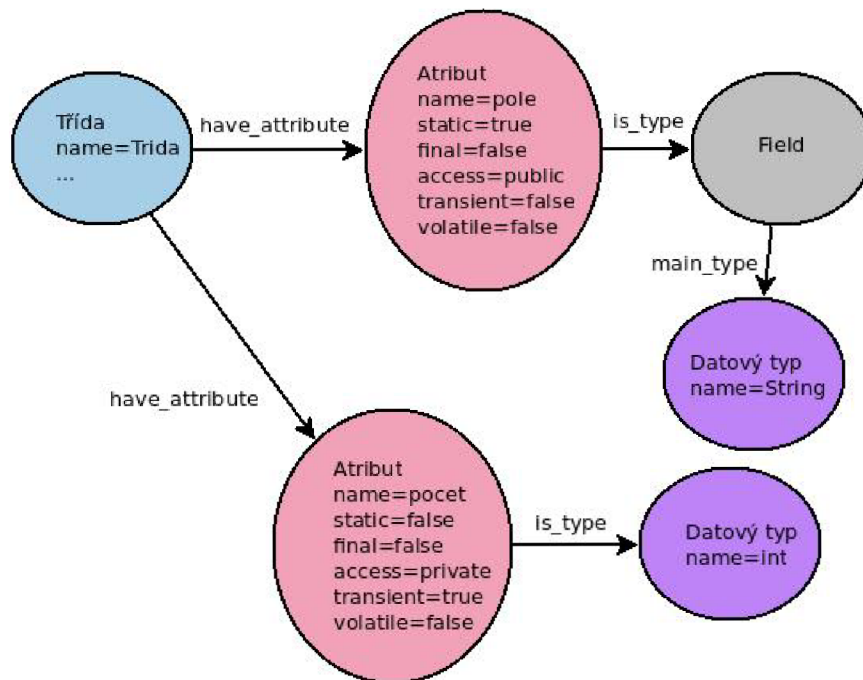 Třída
name=Trida
...
have_attribute
Atribut
name=pole
static=true
final=false
access=public
transient=false
volatile=false
is_type
Field
main_type
Datový typ
name=String
have_attribute
Atribut
name=pocet
static=false
final=false
access=private
transient=true
volatile=false
is_type
Datový typ
name=int